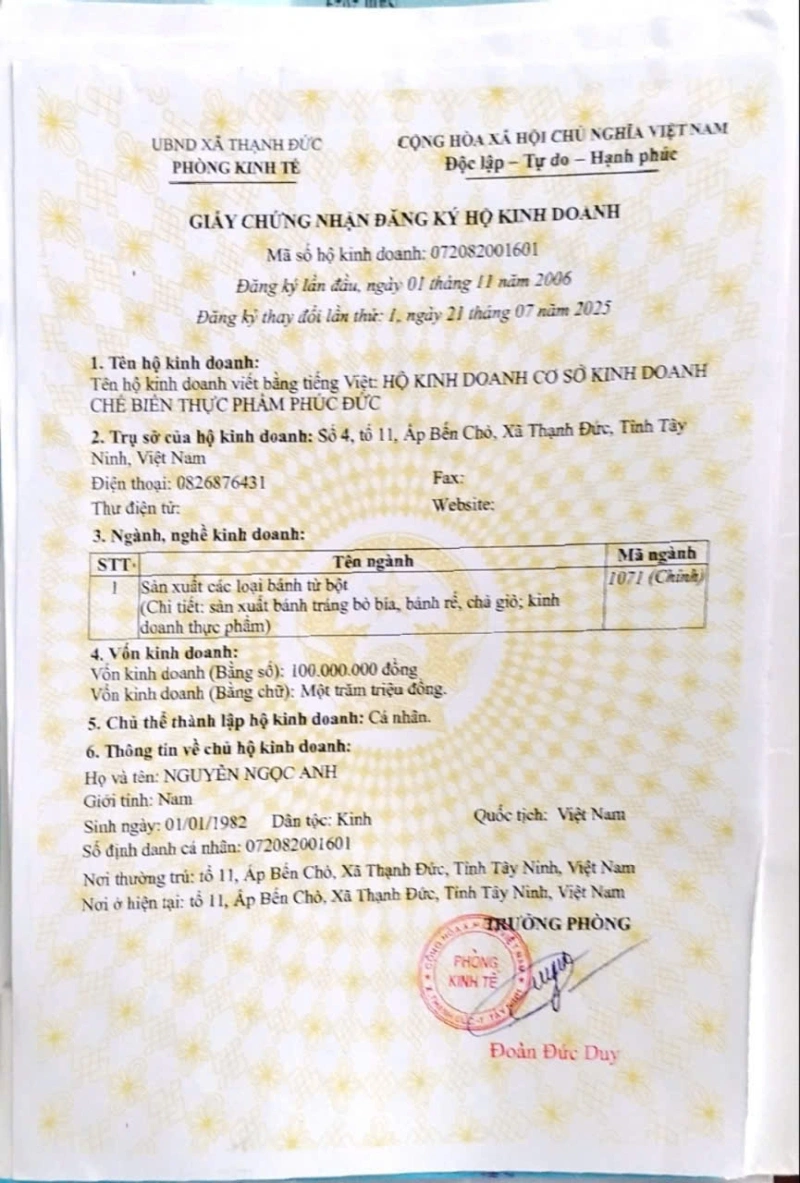 UBND XÃ THẠNH ĐỨC
PHÒNG KINH TẾ
CỘNG HÒA XÃ HỘI CHỦ NGHĨA VIỆT NAM
Độc lập – Tự do – Hạnh phúc
GIẤY CHỨNG NHẬN ĐĂNG KÝ HỘ KINH DOANH
Mã số hộ kinh doanh: 072082001601
Đăng ký lần đầu, ngày 01 tháng 11 năm 2006
Đăng ký thay đổi lần thứ: 1, ngày 21 tháng 07 năm 2025
1. Tên hộ kinh doanh:
Tên hộ kinh doanh viết bằng tiếng Việt: HỘ KINH DOANH CƠ SỞ KINH DOANH
CHẾ BIẾN THỰC PHẨM PHÚC ĐỨC
2. Trụ sở của hộ kinh doanh: Số 4, tổ 11, Ấp Bến Chò, Xã Thạnh Đức, Tỉnh Tây
Ninh, Việt Nam
Điện thoại: 0826876431 Fax:
Thư điện tử: Website:
3. Ngành, nghề kinh doanh:
STT Tên ngành Mã ngành
1 Sản xuất các loại bánh từ bột 1071 (Chính)
(Chi tiết: sản xuất bánh tráng bò bía, bánh rế, chả giò; kinh
doanh thực phẩm)
4. Vốn kinh doanh:
Vốn kinh doanh (Bằng số): 100.000.000 đồng
Vốn kinh doanh (Bằng chữ): Một trăm triệu đồng.
5. Chủ thể thành lập hộ kinh doanh: Cá nhân.
6. Thông tin về chủ hộ kinh doanh:
Họ và tên: NGUYỄN NGỌC ANH
Giới tính: Nam
Sinh ngày: 01/01/1982 Dân tộc: Kinh Quốc tịch: Việt Nam
Số định danh cá nhân: 072082001601
Nơi thường trú: tổ 11, Ấp Bến Chò, Xã Thạnh Đức, Tỉnh Tây Ninh, Việt Nam
Nơi ở hiện tại: tổ 11, Ấp Bến Chò, Xã Thạnh Đức, Tỉnh Tây Ninh, Việt Nam
TRƯỞNG PHÒNG
PHÒNG
KINH TẾ
Đoàn Đức Duy